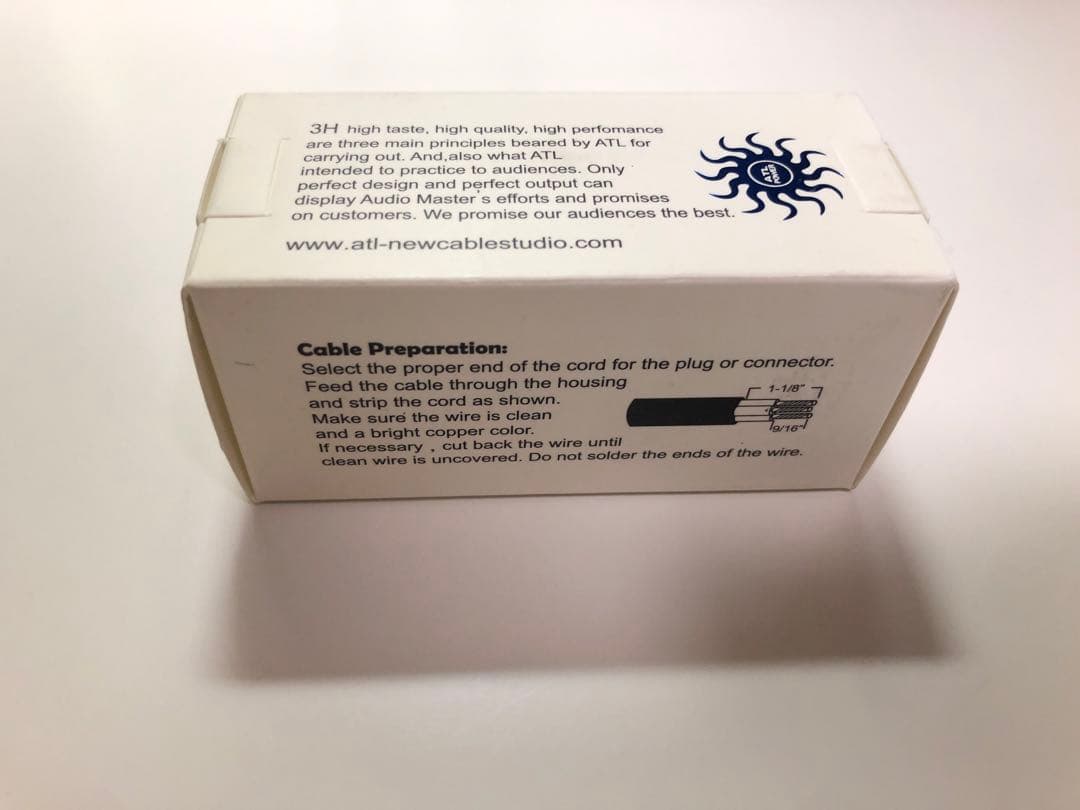 3H high taste, high quality, high perfomance
are three main principles beared by ATL for
carrying out. And,also what ATL
intended to practice to audiences. Only
perfect design and perfect output can
display Audio Master's efforts and promises
on customers. We promise our audiences the best.
www.atl-newcablestudio.com
ATL
POWER
Cable Preparation:
Select the proper end of the cord for the plug or connector.
Feed the cable through the housing
and strip the cord as shown.
Make sure the wire is clean
and a bright copper color.
If necessary , cut back the wire until
clean wire is uncovered. Do not solder the ends of the wire.
1-1/8"
9/16"